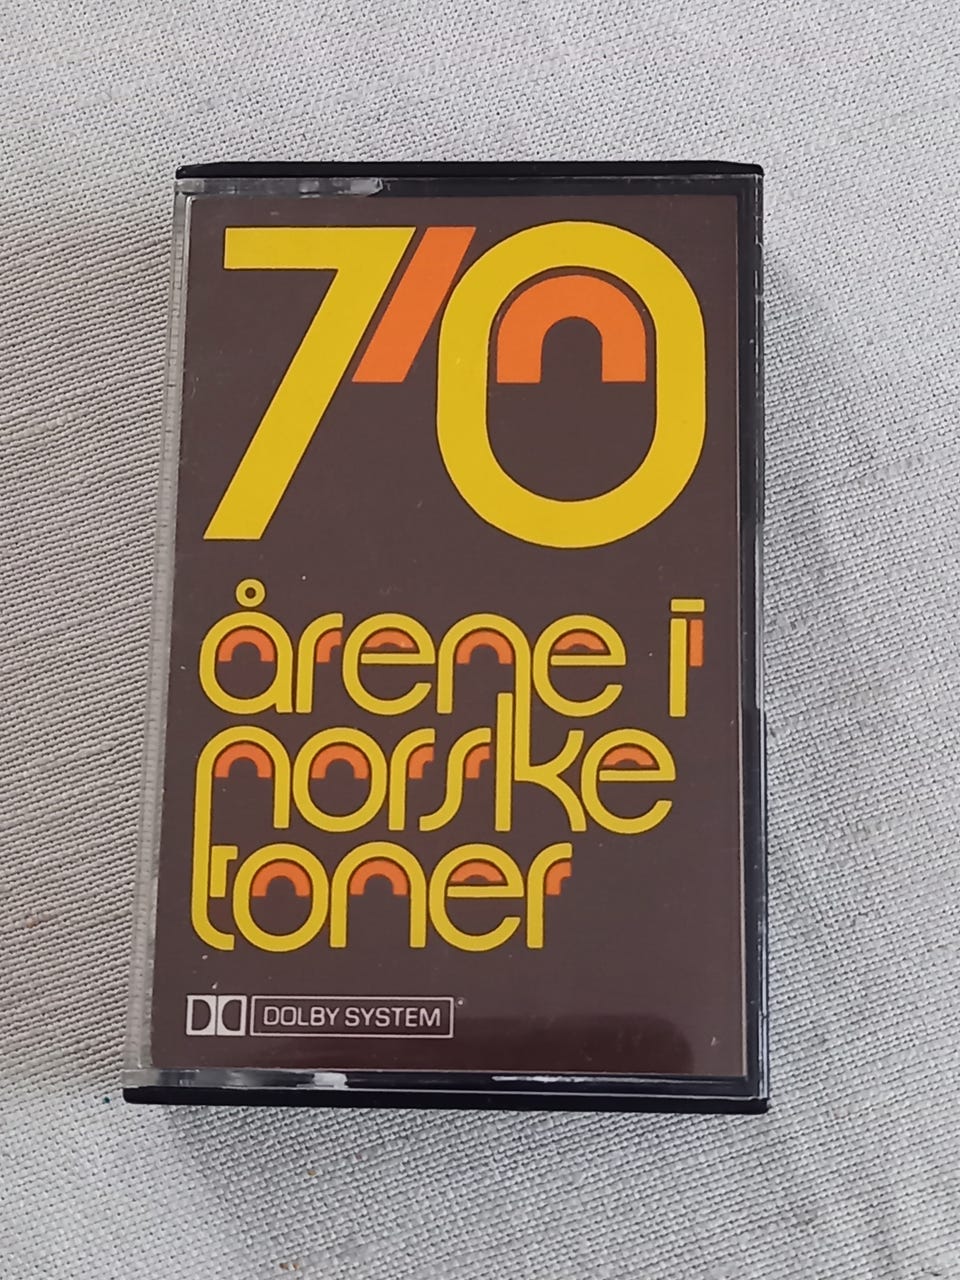 70
årene i
norske
toner
DOLBY SYSTEM